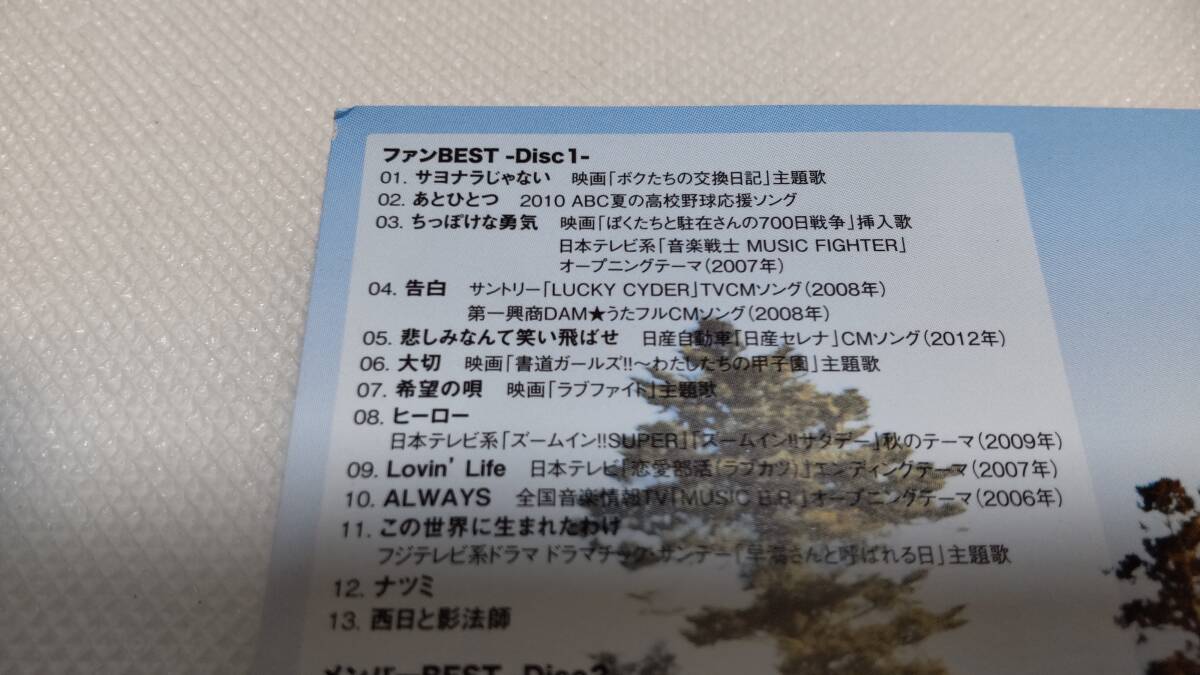 ファンBEST -Disc 1-
01. サヨナラじゃない 映画「ボクたちの交換日記」主題歌
02. あとひとつ 2010 ABC夏の高校野球応援ソング
03. ちっぽけな勇気 映画「ぼくたちと駐在さんの700日戦争」挿入歌
日本テレビ系「音楽戦士 MUSIC FIGHTER」
オープニングテーマ(2007年)
04. 告白 サントリー「LUCKY CYDER」TVCMソング(2008年)
第一興商DAM★うたフルCMソング(2008年)
05. 悲しみなんて笑い飛ばせ 日産自動車「日産セレナ」CMソング(2012年)
06. 大切 映画「書道ガールズ!!〜わたしたちの甲子園」主題歌
07. 希望の唄 映画「ラブファイト」主題歌
08. ヒーロー
日本テレビ系「ズームイン!!SUPER」「ズームイン!!サタデー」秋のテーマ(2009年)
09. Lovin' Life 日本テレビ「恋愛部活(ラブカツ)」エンディングテーマ(2007年)
10. ALWAYS 全国音楽情報TV「MUSIC B.B.」オープニングテーマ(2006年)
11. この世界に生まれたわけ
フジテレビ系ドラマ ドラマチック・サンデー「早海さんと呼ばれる日」主題歌
12. ナツミ
13. 西日と影法師
メンバーBEST -Disc 2-